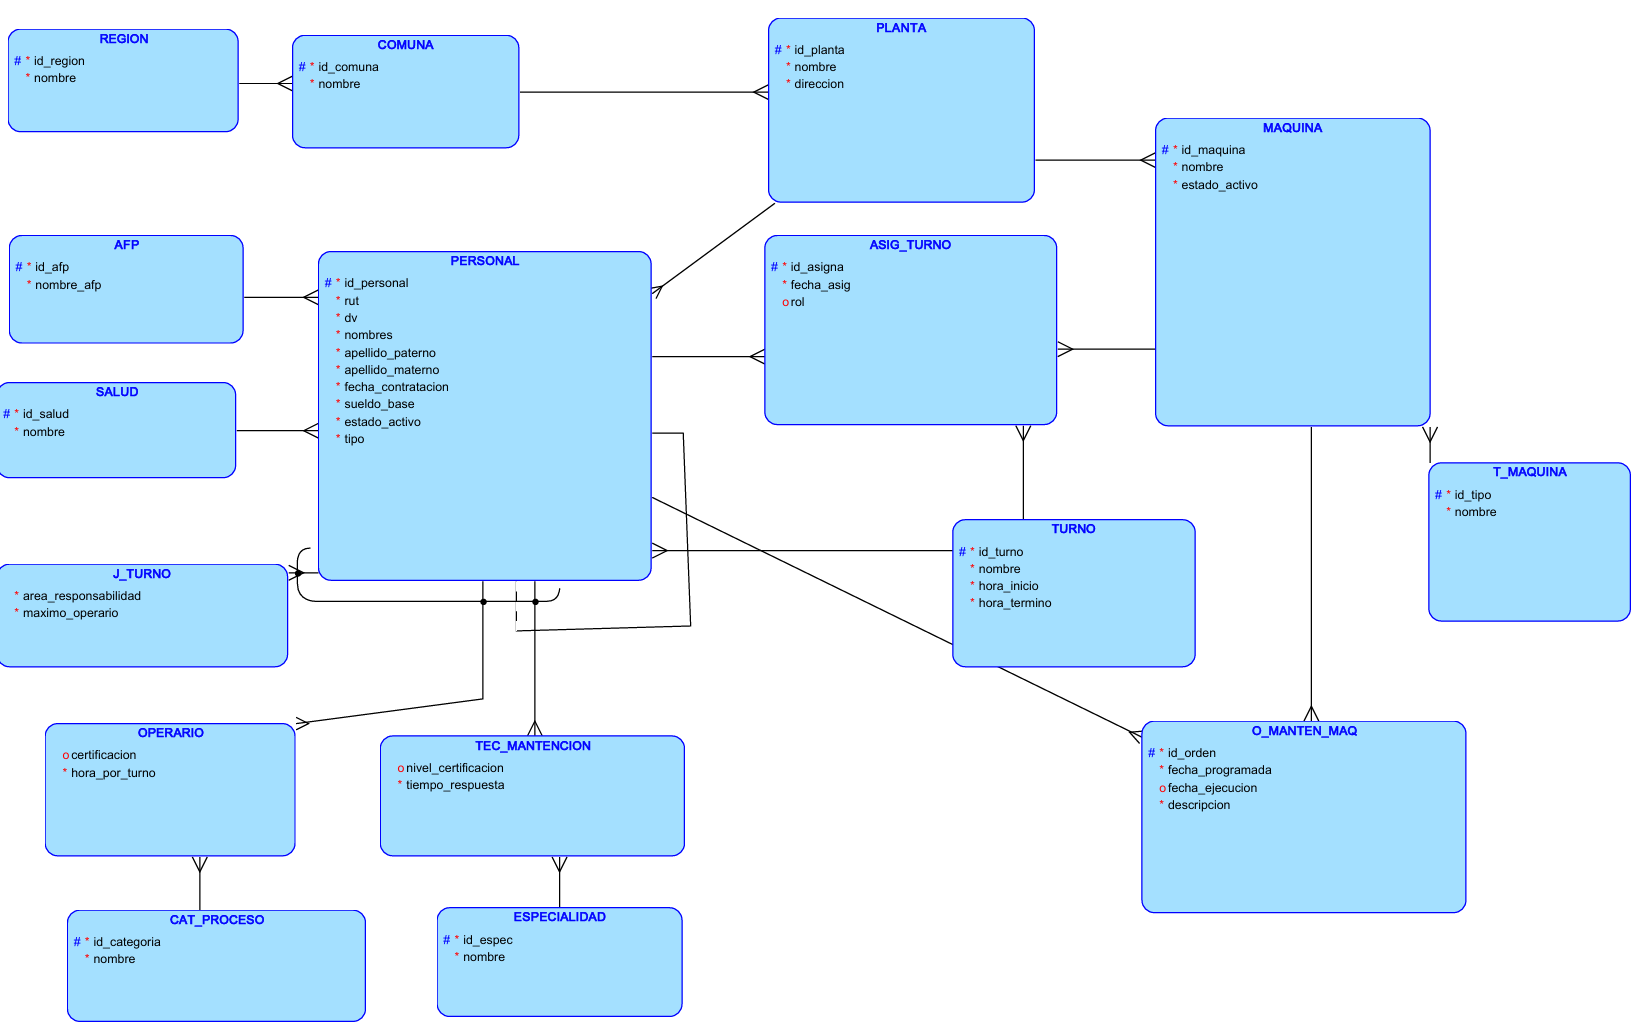 REGION
# * id_region
* nombre
COMUNA
# * id_comuna
* nombre
PLANTA
# * id_planta
* nombre
* direccion
MAQUINA
# * id_maquina
* nombre
* estado_activo
AFP
# * id_afp
* nombre_afp
PERSONAL
# * id_personal
* rut
* dv
* nombres
* apellido_paterno
* apellido_materno
* fecha_contratacion
* sueldo_base
* estado_activo
* tipo
ASIG_TURNO
# * id_asigna
* fecha_asig
o rol
SALUD
# * id_salud
* nombre
T_MAQUINA
# * id_tipo
* nombre
TURNO
# * id_turno
* nombre
* hora_inicio
* hora_termino
J_TURNO
* area_responsabilidad
* maximo_operario
OPERARIO
o certificacion
* hora_por_turno
TEC_MANTENCION
o nivel_certificacion
* tiempo_respuesta
O_MANTEN_MAQ
# * id_orden
* fecha_programada
o fecha_ejecucion
* descripcion
CAT_PROCESO
# * id_categoria
* nombre
ESPECIALIDAD
# * id_espec
* nombre